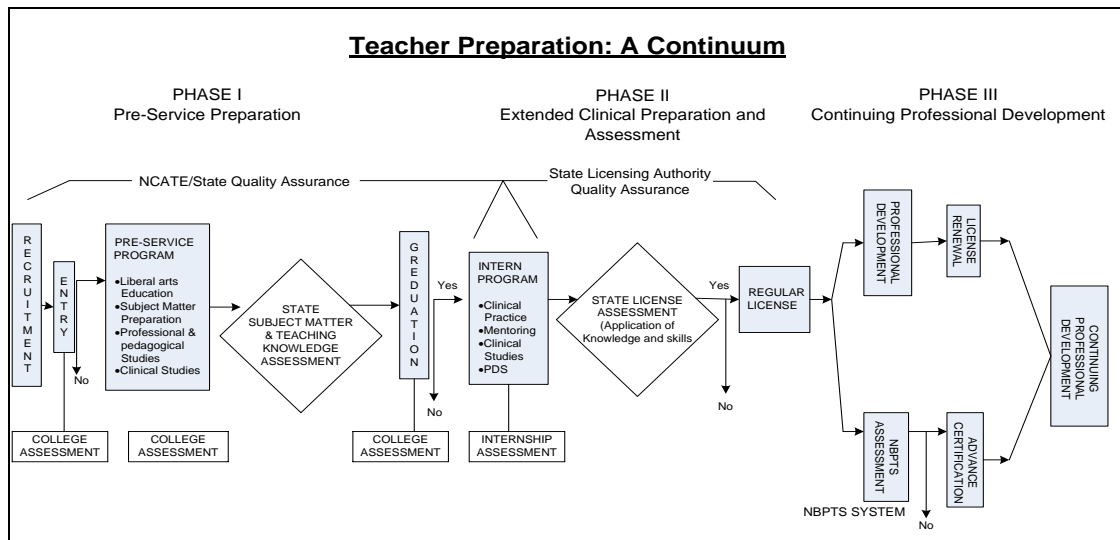 Teacher Preparation: A Continuum
PHASE I
Pre-Service Preparation
PHASE II
Extended Clinical Preparation and
Assessment
PHASE III
Continuing Professional Development
NCATE/State Quality Assurance
State Licensing Authority
Quality Assurance
RECRUITMENT
ENTRY
No
PRE-SERVICE
PROGRAM
•Liberal arts
Education
•Subject Matter
Preparation
•Professional &
pedagogical
Studies
•Clinical Studies
STATE
SUBJECT MATTER
& TEACHING
KNOWLEDGE
ASSESSMENT
GREDUATION
Yes
No
INTERN
PROGRAM
•Clinical
Practice
•Mentoring
•Clinical
Studies
•PDS
STATE LICENSE
ASSESSMENT
(Application of
Knowledge and skills
Yes
No
REGULAR
LICENSE
PROFESSIONAL
DEVELOPMENT
LICENSE
RENEWAL
CONTINUING
PROFESSIONAL
DEVELOPMENT
NBPTS
ASSESSMENT
ADVANCE
CERTIFICATION
NBPTS SYSTEM
No
COLLEGE
ASSESSMENT
COLLEGE
ASSESSMENT
COLLEGE
ASSESSMENT
INTERNSHIP
ASSESSMENT